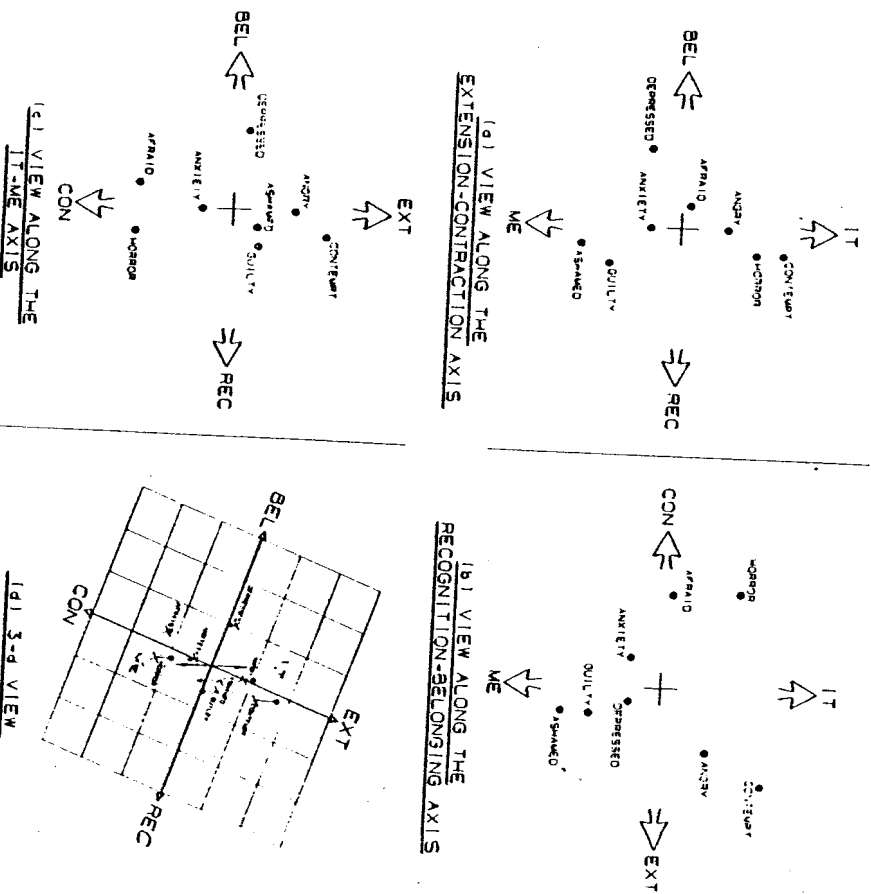 IT
CONTEMPT
HORROR
ANGRY
AFRAID
BEL
REC
ANXIETY
DEPRESSED
GUILTY
ASHAMED
ME
(a) VIEW ALONG THE
EXTENSION-CONTRACTION AXIS
IT
CONTEMPT
HORROR
ANGRY
AFRAID
CON
EXT
ANXIETY
DEPRESSED
GUILTY
ASHAMED
ME
(b) VIEW ALONG THE
RECOGNITION-BELONGING AXIS
EXT
CONTEMPT
ANGRY
ASHAMED
GUILTY
DEPRESSED
BEL
REC
ANXIETY
AFRAID
HORROR
CON
(c) VIEW ALONG THE
IT-ME AXIS
EXT
BEL
IT
ME
REC
CON
(d) 3-d VIEW